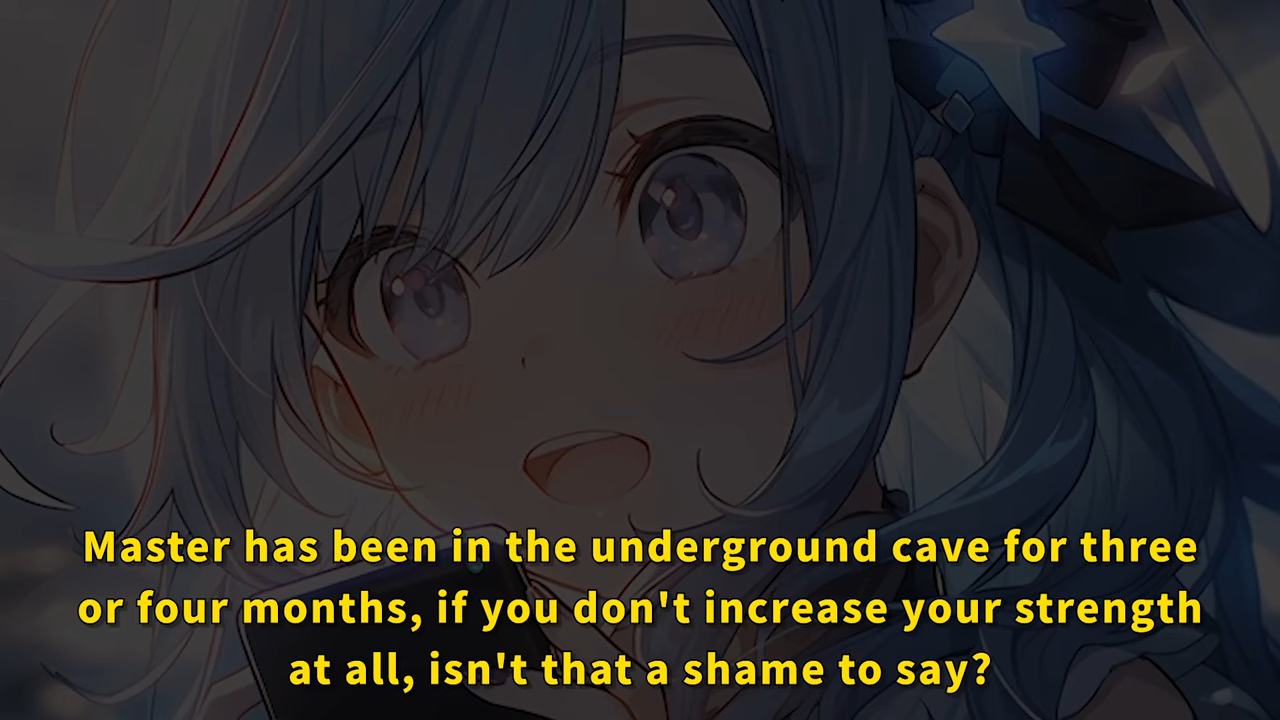 Master has been in the underground cave for three
or four months, if you don't increase your strength
at all, isn't that a shame to say?